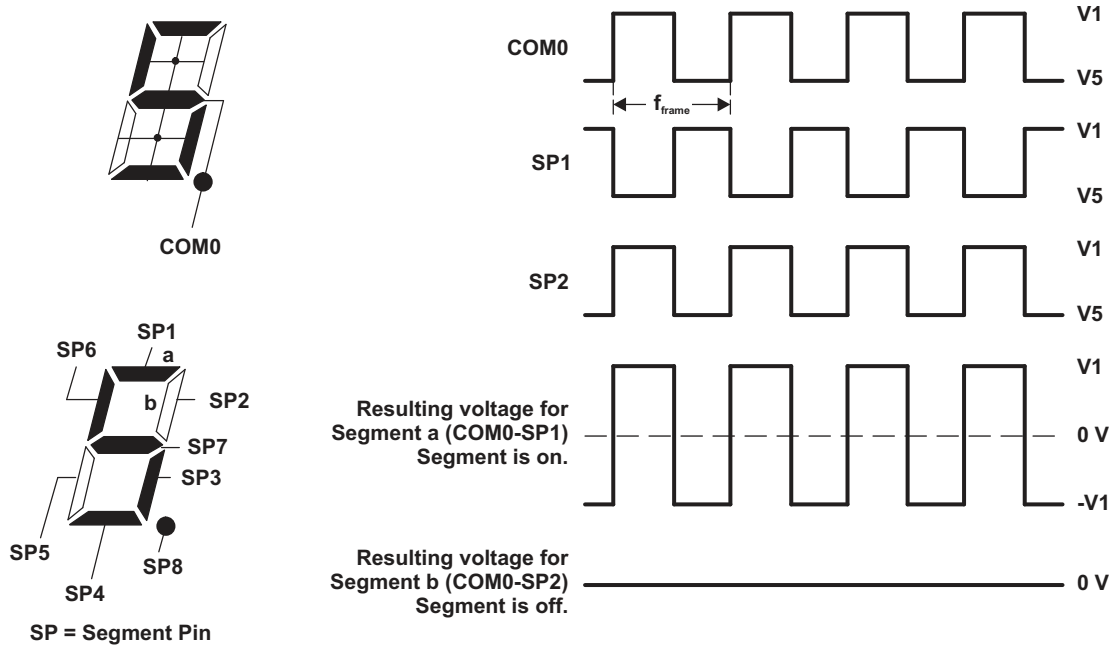 COM0
SP1
a
SP6
b
SP2
SP7
SP3
SP5
SP8
SP4
SP = Segment Pin
COM0
V1
V5
f_frame
SP1
V1
V5
SP2
V1
V5
Resulting voltage for
Segment a (COM0-SP1)
Segment is on.
V1
0 V
-V1
Resulting voltage for
Segment b (COM0-SP2)
Segment is off.
0 V